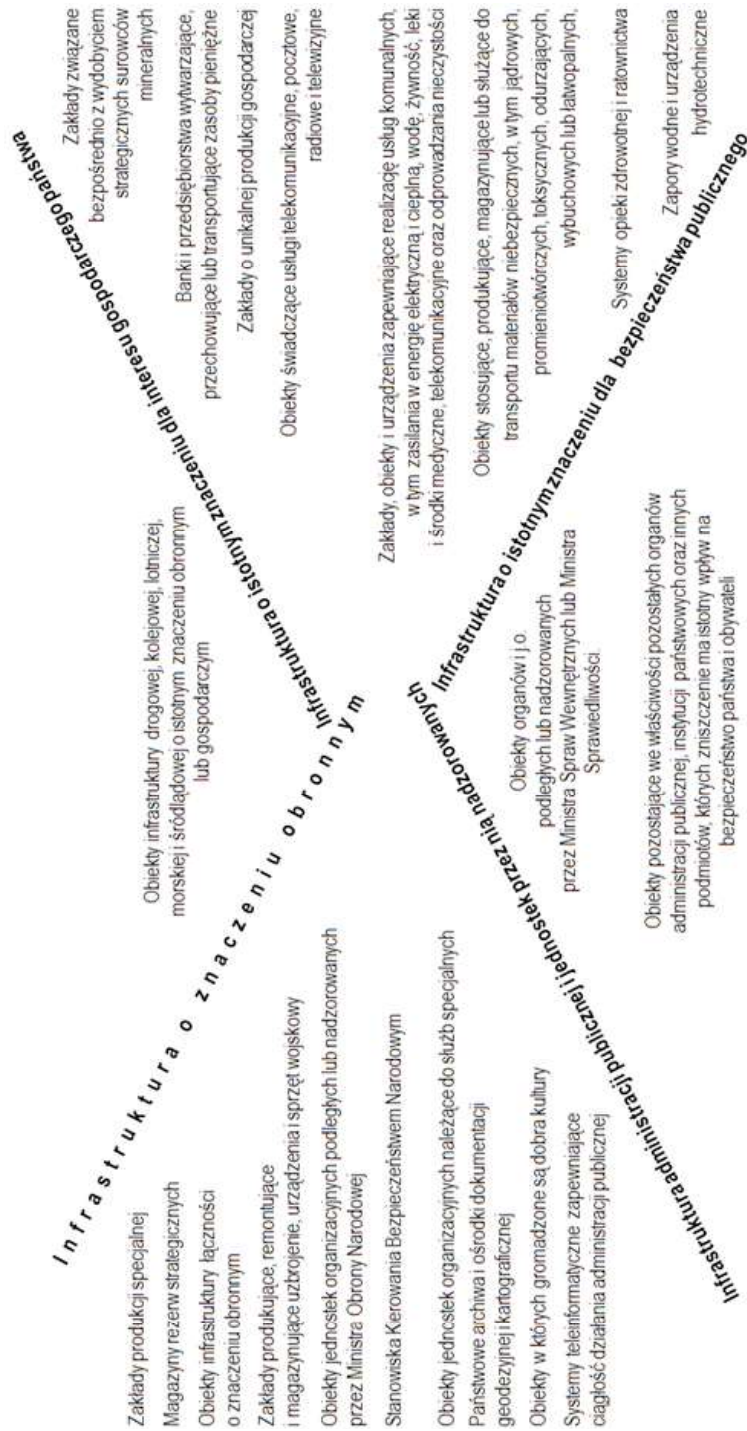 Infrastruktura o znaczeniu obronnym
Zakłady produkcji specjalnej
Magazyny rezerw strategicznych
Obiekty infrastruktury łączności
o znaczeniu obronnym
Zakłady produkujące, remontujące
i magazynujące uzbrojenie, urządzenia i sprzęt wojskowy
Obiekty jednostek organizacyjnych podległych lub nadzorowanych
przez Ministra Obrony Narodowej
Stanowiska Kerowania Bezpieczeństwem Narodowym
Obiekty jednostek organizacyjnych należące do służb specjalnych
Państwowe archiwa i ośrodki dokumentacji
geodezyjnej i kartograficznej
Obiekty w których gromadzone są dobra kultury
Systemy teleinformatyczne zapewniające
ciągłość działania administracji publicznej
Infrastruktura administracji publicznej i jednostek przez nią nadzorowanych
Obiekty infrastruktury drogowej, kolejowej, lotniczej,
morskiej i śródlądowej o istotnym znaczeniu obronnym
lub gospodarczym
Obiekty organów i j.o.
podległych lub nadzorowanych
przez Ministra Spraw Wewnętrznych lub Ministra
Sprawiedliwości.
Obiekty pozostające we właściwości pozostałych organów
administracji publicznej, instytucji państwowych oraz innych
podmiotów, których zniszczenie ma istotny wpływ na
bezpieczeństwo państwa i obywateli
Infrastruktura o istotnym znaczeniu dla interesu gospodarczego państwa
Zakłady związane
bezpośrednio z wydobyciem
strategicznych surowców
mineralnych
Banki i przedsiębiorstwa wytwarzające,
przechowujące lub transportujące zasoby pieniężne
Zakłady o unikalnej produkcji gospodarczej
Obiekty świadczące usługi telekomunikacyjne, pocztowe,
radiowe i telewizyjne
Zakłady, obiekty i urządzenia zapewniające realizację usług komunalnych,
w tym zasilania w energię elektryczną i cieplną, wodę, żywność, leki
i środki medyczne, telekomunikacyjne oraz odprowadzania nieczystości
Obiekty stosujące, produkujące, magazynujące lub służące do
transportu materiałów niebezpiecznych, w tym jądrowych,
promieniotwórczych, toksycznych, odurzających,
wybuchowych lub łatwopalnych,
Systemy opieki zdrowotnej i ratownictwa
Zapory wodne i urządzenia
hydrotechniczne
Infrastruktura o istotnym znaczeniu dla bezpieczeństwa publicznego